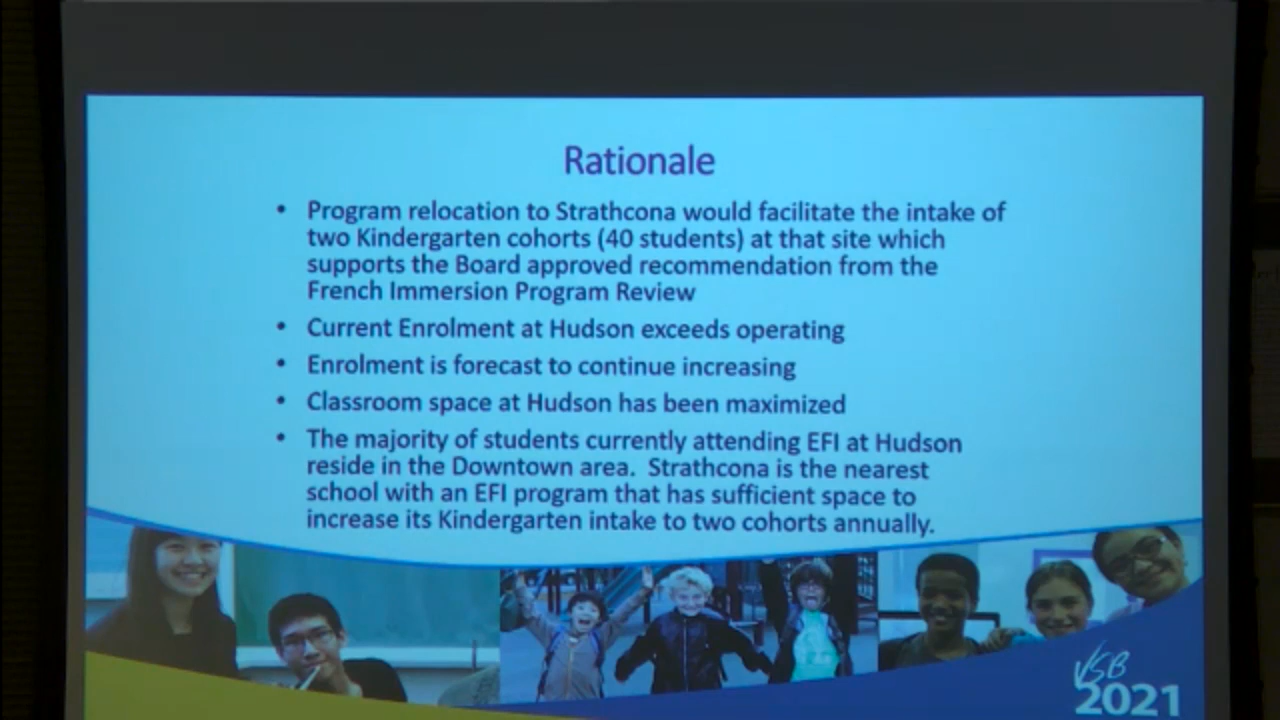 Rationale
• Program relocation to Strathcona would facilitate the intake of
two Kindergarten cohorts (40 students) at that site which
supports the Board approved recommendation from the
French Immersion Program Review
• Current Enrolment at Hudson exceeds operating
• Enrolment is forecast to continue increasing
• Classroom space at Hudson has been maximized
• The majority of students currently attending EFI at Hudson
reside in the Downtown area. Strathcona is the nearest
school with an EFI program that has sufficient space to
increase its Kindergarten intake to two cohorts annually.
VSB
2021